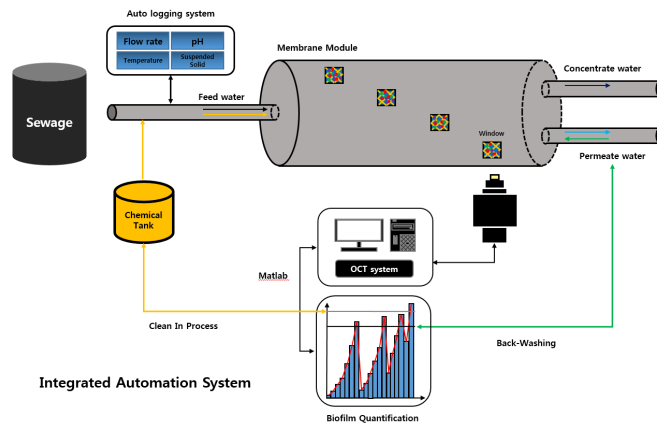 Auto logging system
Flow rate
pH
Temperature
Suspended
Solid
Membrane Module
Concentrate water
Feed water
Sewage
Window
Permeate water
Chemical
Tank
OCT system
Matlab
Clean In Process
Back-Washing
Integrated Automation System
Biofilm Quantification